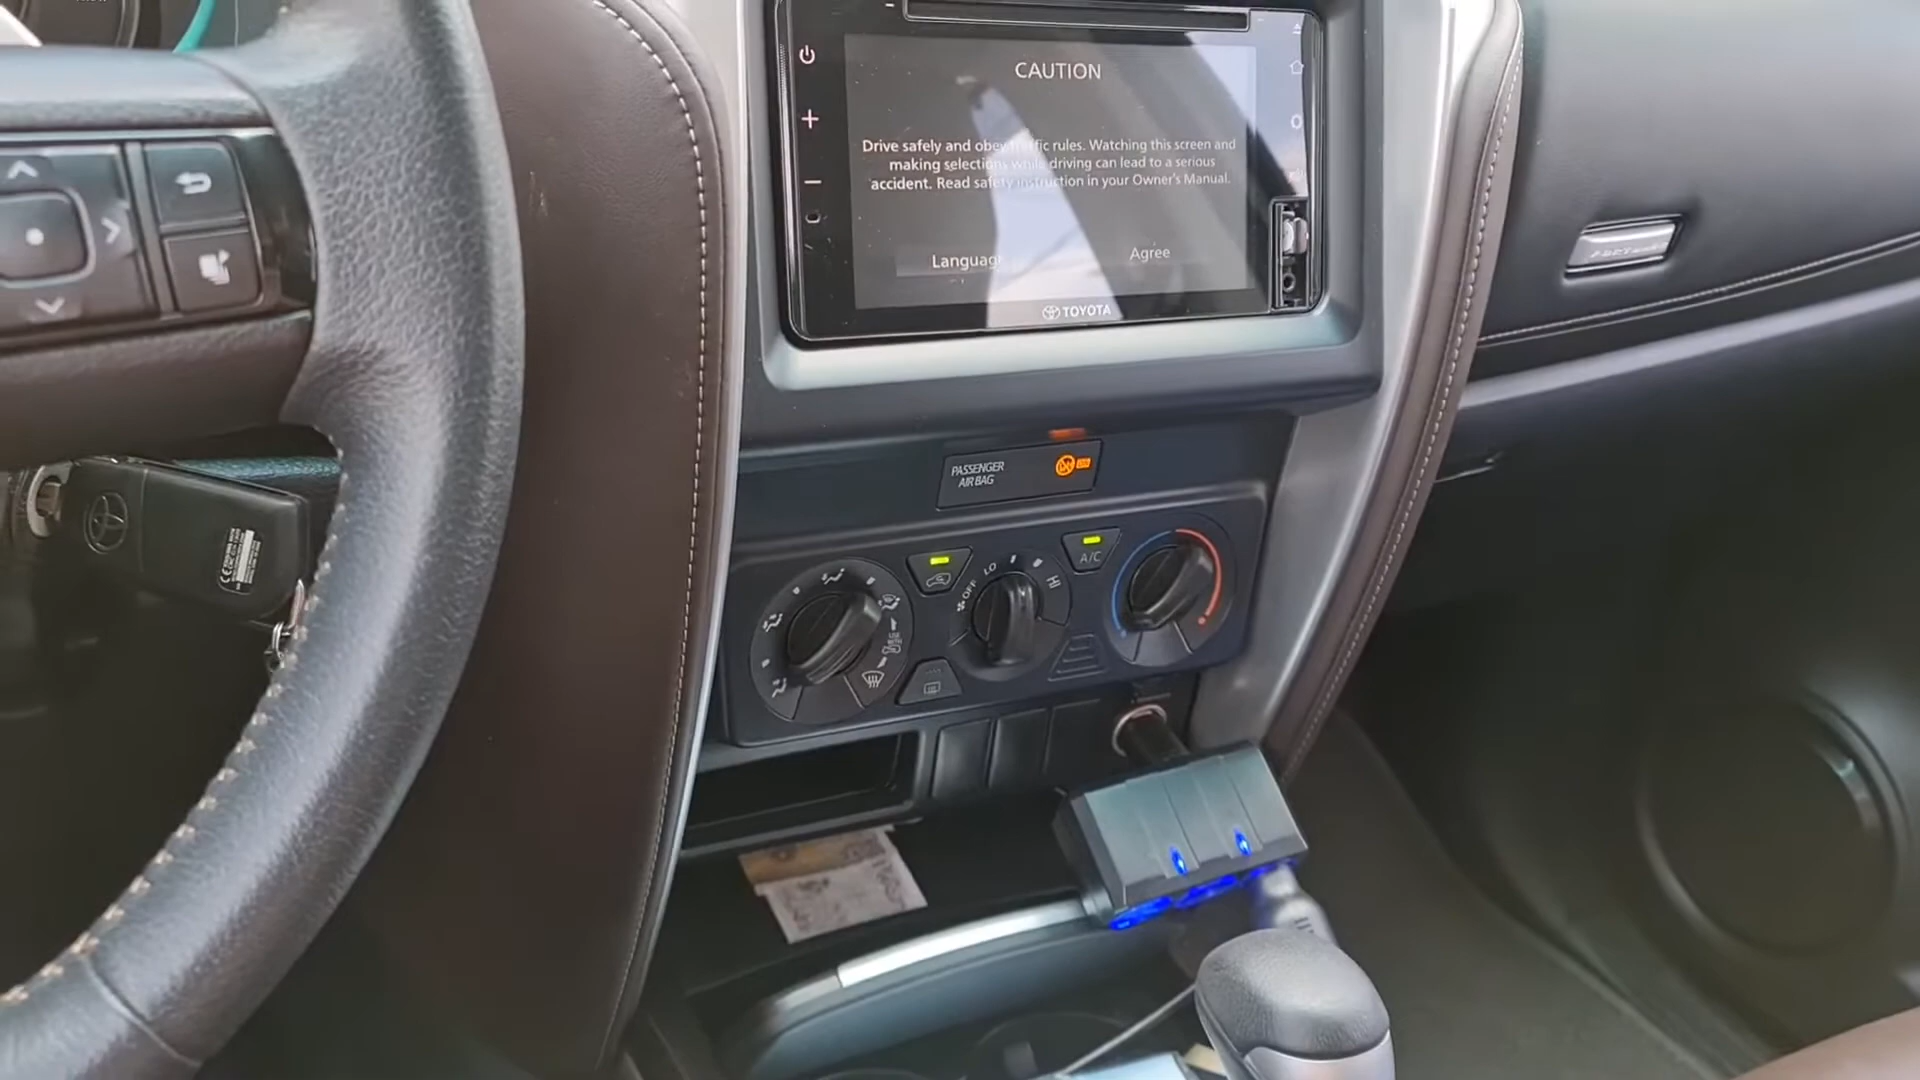 CAUTION
Drive safely and obey traffic rules. Watching this screen and
making selections while driving can lead to a serious
accident. Read safety instruction in your Owner's Manual.
Language
Agree
TOYOTA
PASSENGER
AIR BAG
OFF
LO
HI
A/C